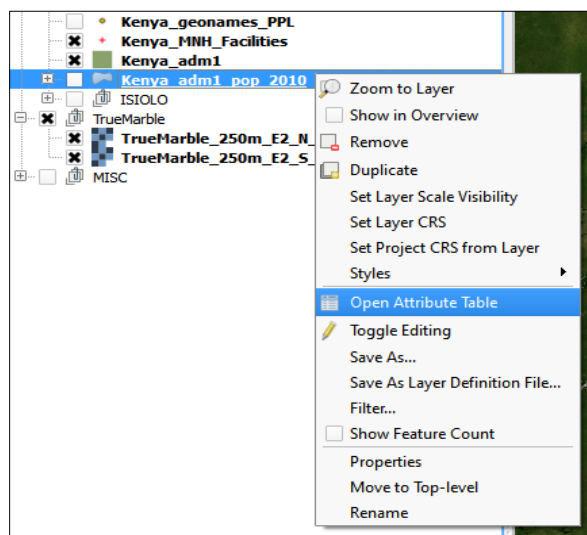 Kenya_geonames_PPL
Kenya_MNH_Facilities
Kenya_adm1
Kenya_adm1_pop_2010
ISIOLO
TrueMarble
TrueMarble_250m_E2_N_
TrueMarble_250m_E2_S_
MISC
Zoom to Layer
Show in Overview
Remove
Duplicate
Set Layer Scale Visibility
Set Layer CRS
Set Project CRS from Layer
Styles
Open Attribute Table
Toggle Editing
Save As...
Save As Layer Definition File...
Filter...
Show Feature Count
Properties
Move to Top-level
Rename